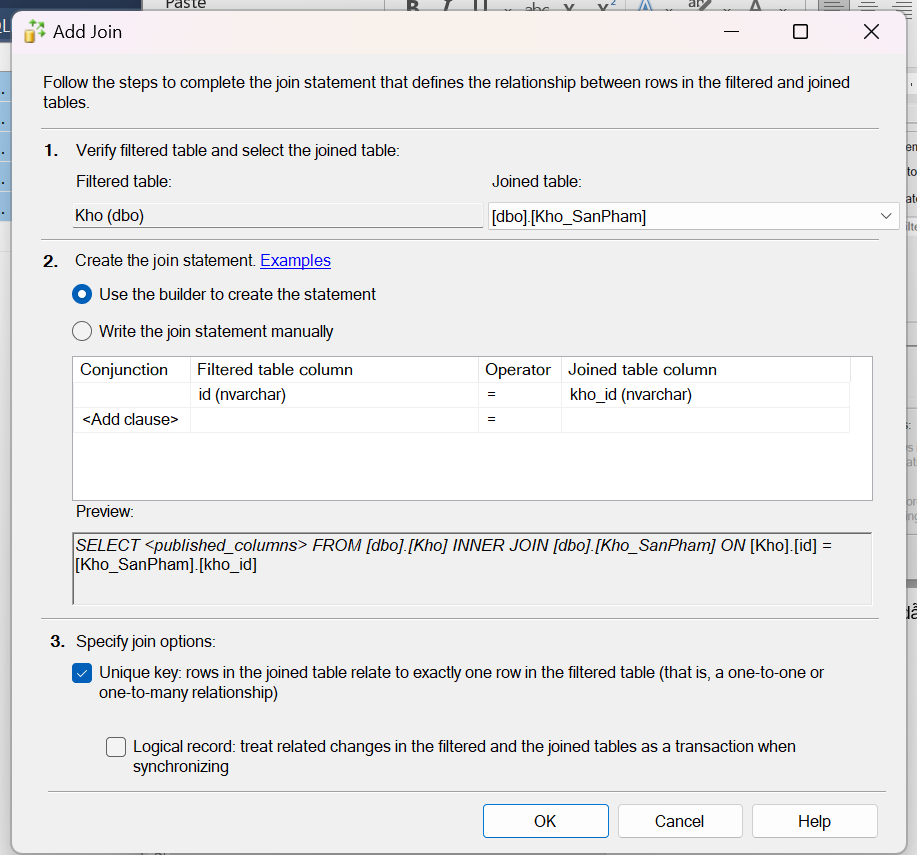 Paste
Add Join
Follow the steps to complete the join statement that defines the relationship between rows in the filtered and joined
tables.
1. Verify filtered table and select the joined table:
Filtered table: Joined table:
Kho (dbo) [dbo].[Kho_SanPham]
2. Create the join statement. Examples
Use the builder to create the statement
Write the join statement manually
Conjunction Filtered table column Operator Joined table column
id (nvarchar) = kho_id (nvarchar)
<Add clause> =
Preview:
SELECT <published_columns> FROM [dbo].[Kho] INNER JOIN [dbo].[Kho_SanPham] ON [Kho].[id] =
[Kho_SanPham].[kho_id]
3. Specify join options:
Unique key: rows in the joined table relate to exactly one row in the filtered table (that is, a one-to-one or
one-to-many relationship)
Logical record: treat related changes in the filtered and the joined tables as a transaction when
synchronizing
OK Cancel Help